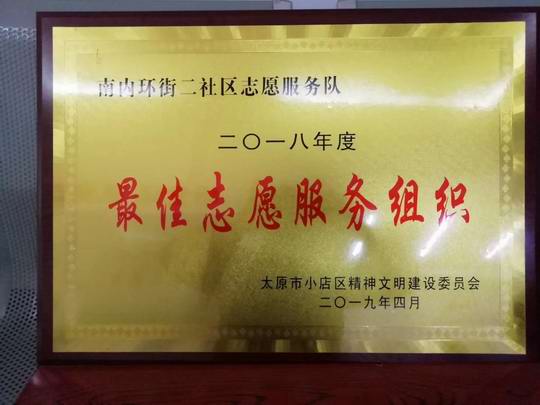 南内环街二社区志愿服务队
二〇一八年度
最佳志愿服务组织
太原市小店区精神文明建设委员会
二〇一九年四月